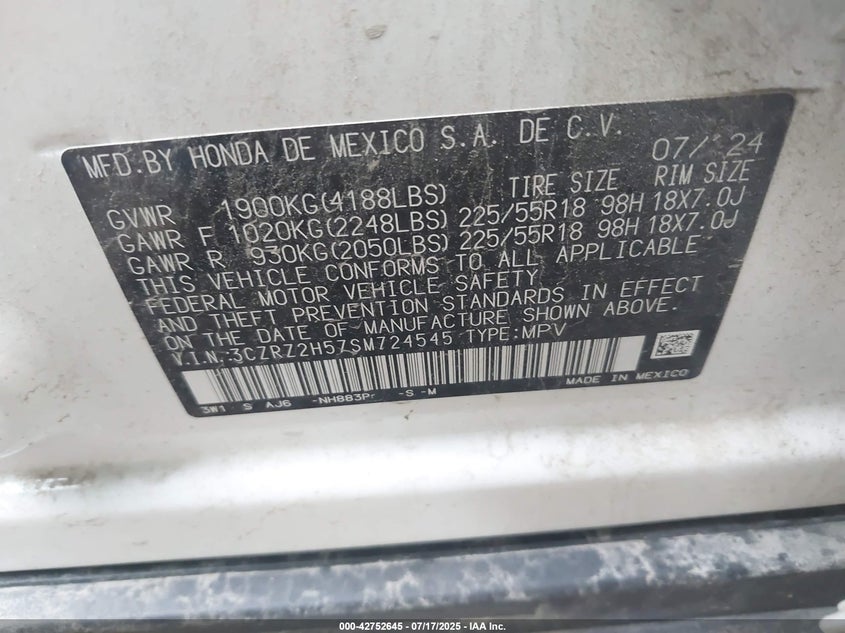 MFD.BY HONDA DE MEXICO S.A. DE C.V. 07/'24
TIRE SIZE RIM SIZE
GVWR 1900KG(4188LBS)
GAWR F 1020KG(2248LBS) 225/55R18 98H 18X7.0J
GAWR R 930KG(2050LBS) 225/55R18 98H 18X7.0J
THIS VEHICLE CONFORMS TO ALL APPLICABLE
FEDERAL MOTOR VEHICLE SAFETY
AND THEFT PREVENTION STANDARDS IN EFFECT
ON THE DATE OF MANUFACTURE SHOWN ABOVE.
V.I.N.:3CZRZ2H57SM724545 TYPE:MPV
3W1 S AJ6 -S -M
MADE IN MEXICO
000-42752645 / 07/17/2025 - IAA Inc.